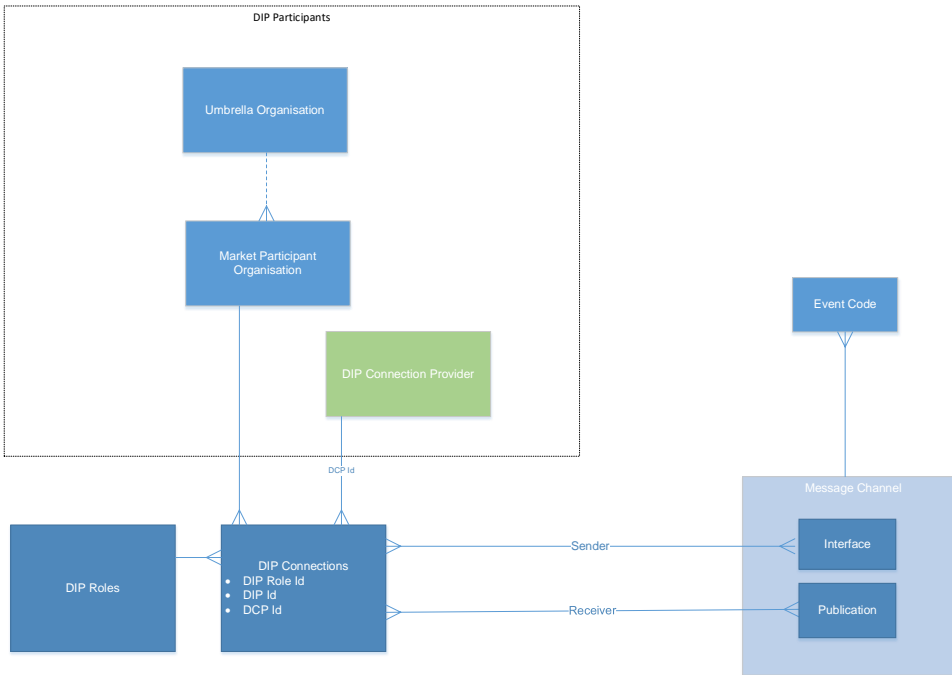 DIP Participants
Umbrella Organisation
Market Participant
Organisation
Event Code
DIP Connection Provider
DCP Id
Message Channel
DIP Roles
DIP Connections
• DIP Role Id
• DIP Id
• DCP Id
Sender
Interface
Receiver
Publication